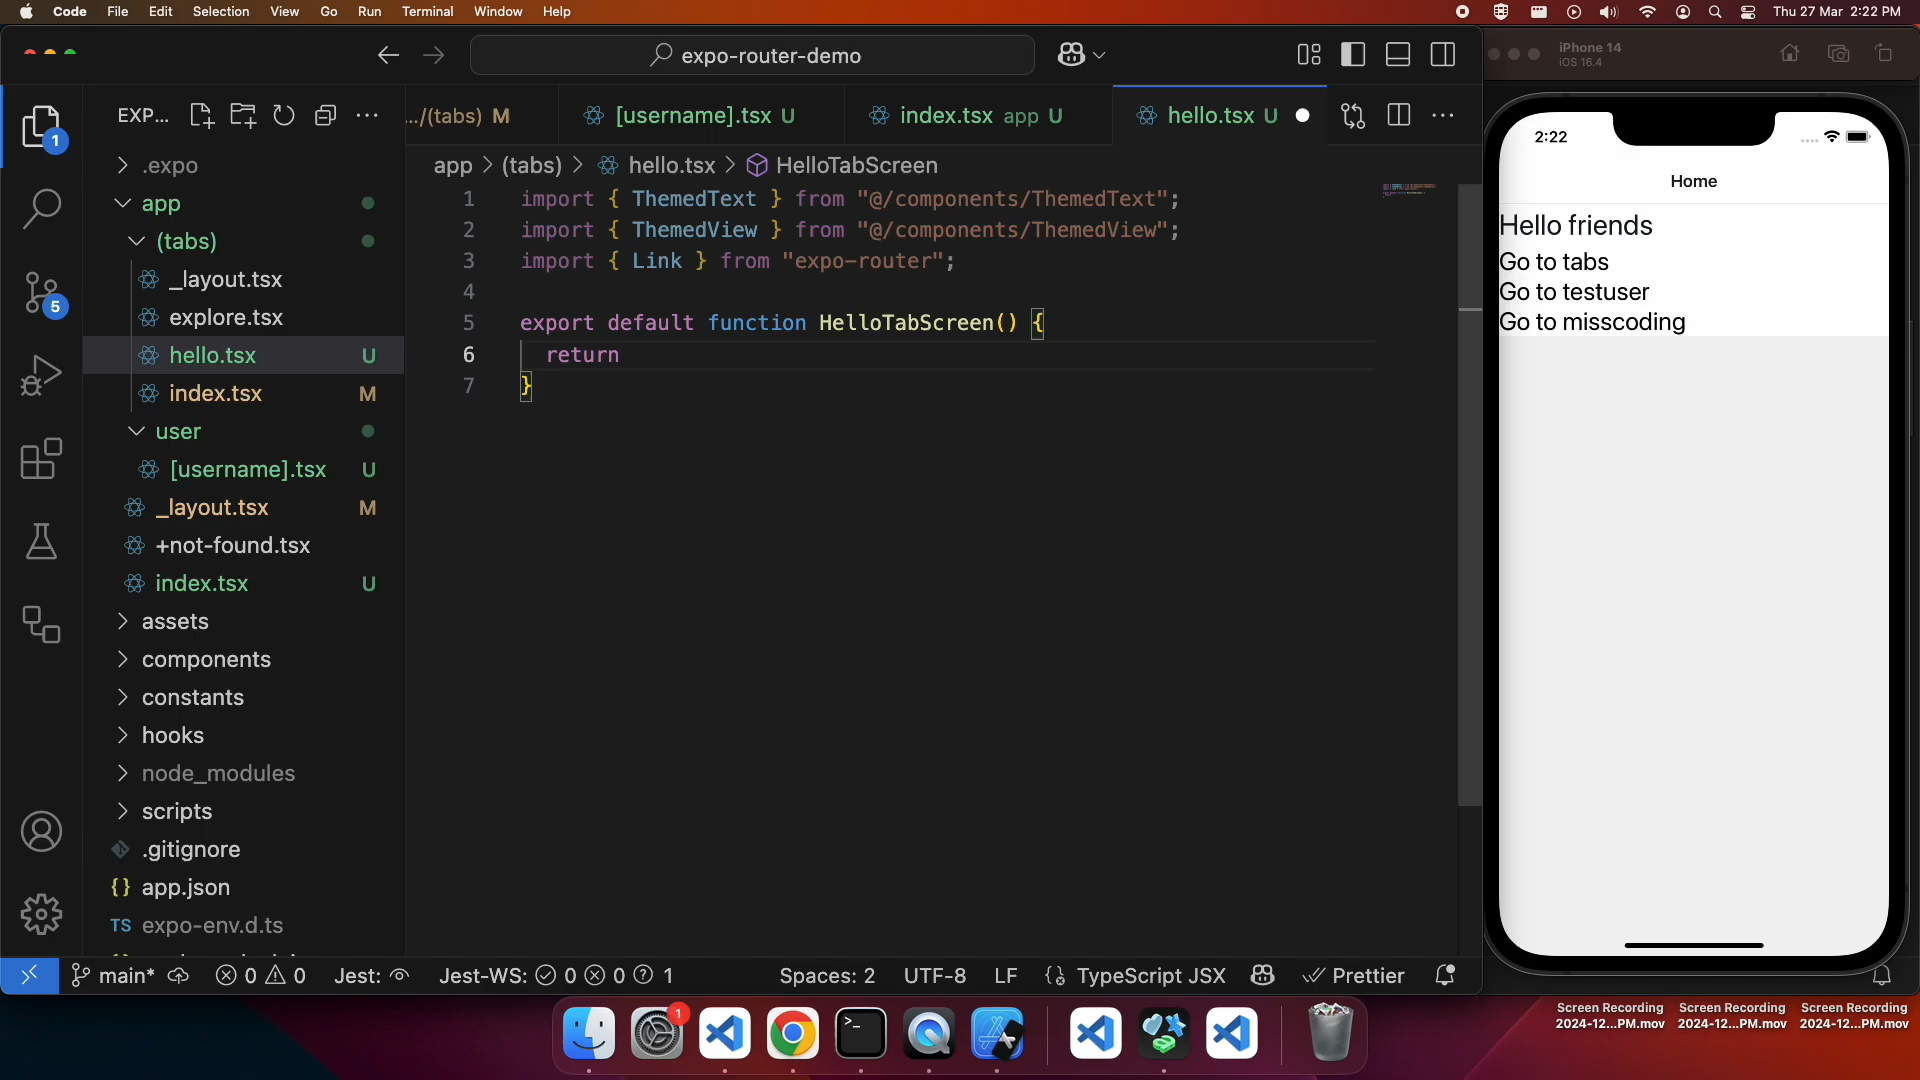 Code File Edit Selection View Go Run Terminal Window Help
Thu 27 Mar 2:22 PM
expo-router-demo
EXP...
.../(tabs) M
[username].tsx U
index.tsx app U
hello.tsx U
app > (tabs) > hello.tsx > HelloTabScreen
.expo
app
(tabs)
_layout.tsx
explore.tsx
hello.tsx U
index.tsx M
user
[username].tsx U
_layout.tsx M
+not-found.tsx
index.tsx U
assets
components
constants
hooks
node_modules
scripts
.gitignore
{} app.json
TS expo-env.d.ts
1
5
1 import { ThemedText } from "@/components/ThemedText";
2 import { ThemedView } from "@/components/ThemedView";
3 import { Link } from "expo-router";
4
5 export default function HelloTabScreen() {
6 return
7 }
main* 0 0 Jest: Jest-WS: 0 0 1 Spaces: 2 UTF-8 LF {} TypeScript JSX Prettier
iPhone 14
iOS 16.4
2:22
Home
Hello friends
Go to tabs
Go to testuser
Go to misscoding
1
Screen Recording
2024-12...PM.mov
Screen Recording
2024-12...PM.mov
Screen Recording
2024-12...PM.mov